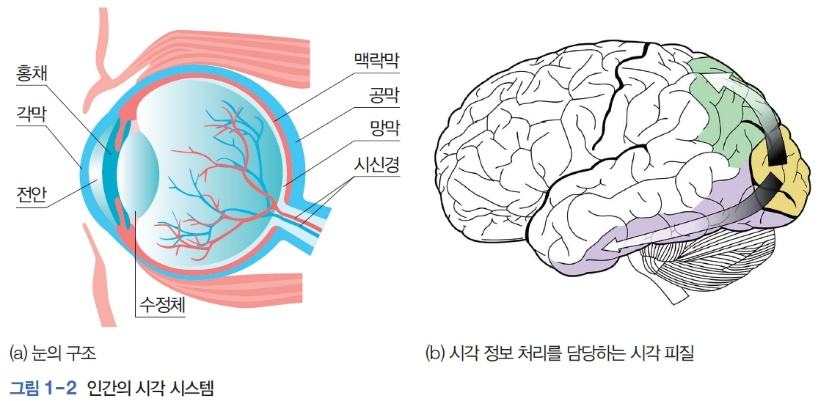 홍채
각막
전안
수정체
맥락막
공막
망막
시신경
(a) 눈의 구조
(b) 시각 정보 처리를 담당하는 시각 피질
그림 1-2 인간의 시각 시스템